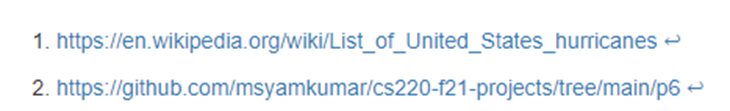 1. https://en.wikipedia.org/wiki/List_of_United_States_hurricanes ↩
2. https://github.com/msyamkumar/cs220-f21-projects/tree/main/p6 ↩